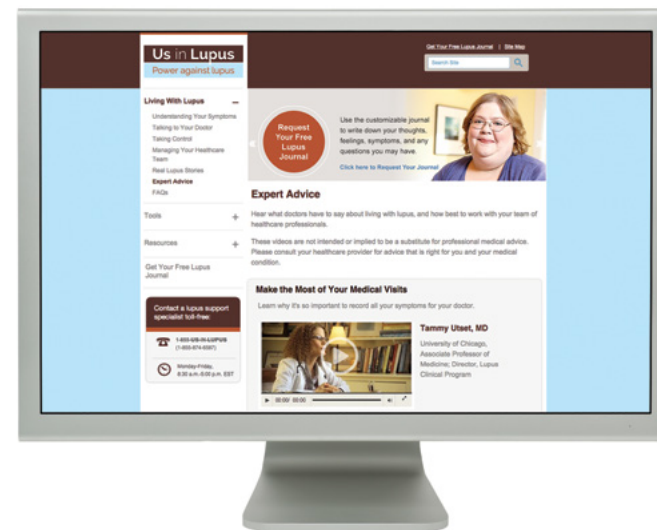 Us in Lupus
Power against lupus
Get Your Free Lupus Journal | Site Map
Search Site
Living With Lupus –
Understanding Your Symptoms
Talking to Your Doctor
Taking Control
Managing Your Healthcare
Team
Real Lupus Stories
Expert Advice
FAQs
Tools +
Resources +
Get Your Free Lupus
Journal
Contact a lupus support
specialist toll-free:
1-855-US-IN-LUPUS
(1-855-874-6587)
Monday-Friday,
8:30 a.m.-8:00 p.m. EST
Request
Your Free
Lupus
Journal
Use the customizable journal
to write down your thoughts,
feelings, symptoms, and any
questions you may have.
Click here to Request Your Journal
Expert Advice
Hear what doctors have to say about living with lupus, and how best to work with your team of
healthcare professionals.
These videos are not intended or implied to be a substitute for professional medical advice.
Please consult your healthcare provider for advice that is right for you and your medical
condition.
Make the Most of Your Medical Visits
Learn why it's so important to record all your symptoms for your doctor.
00:00/ 00:00
Tammy Utset, MD
University of Chicago,
Associate Professor of
Medicine; Director, Lupus
Clinical Program